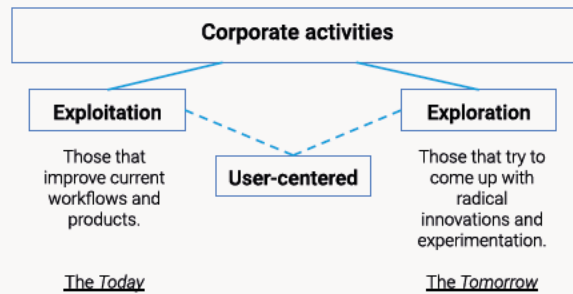 Corporate activities
Exploitation
Exploration
Those that
improve current
workflows and
products.
User-centered
Those that try to
come up with
radical
innovations and
experimentation.
The Today
The Tomorrow